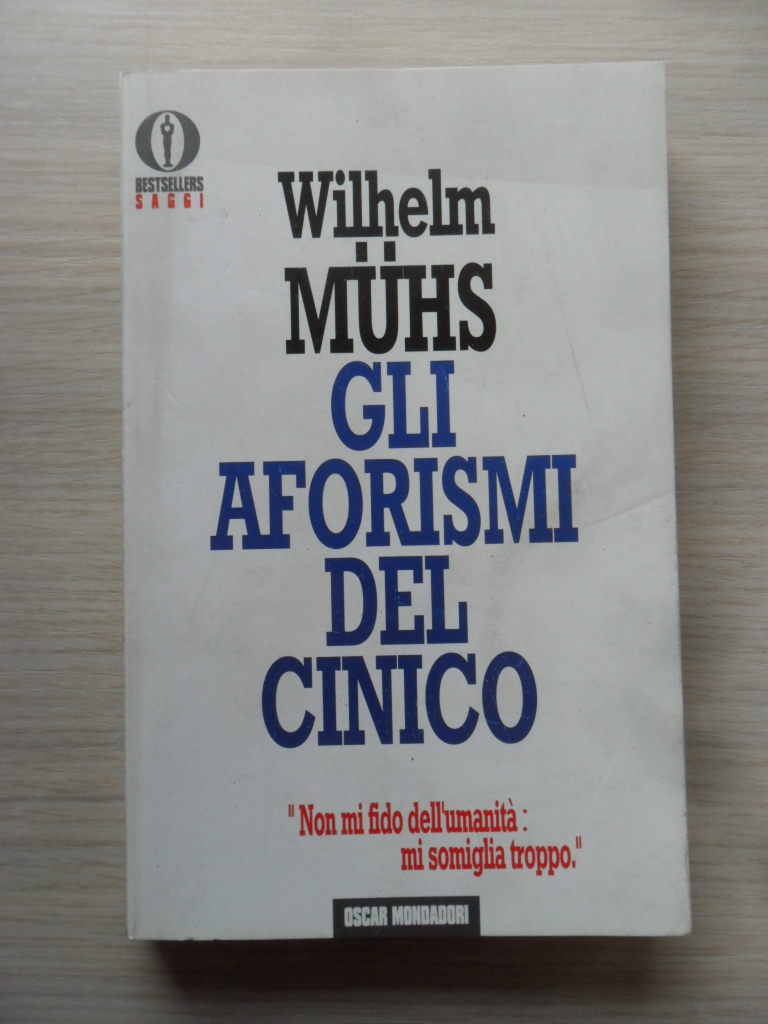 BESTSELLERS
SAGGI
Wilhelm
MÜHS
GLI
AFORISMI
DEL
CINICO
" Non mi fido dell'umanità :
mi somiglia troppo."
OSCAR MONDADORI